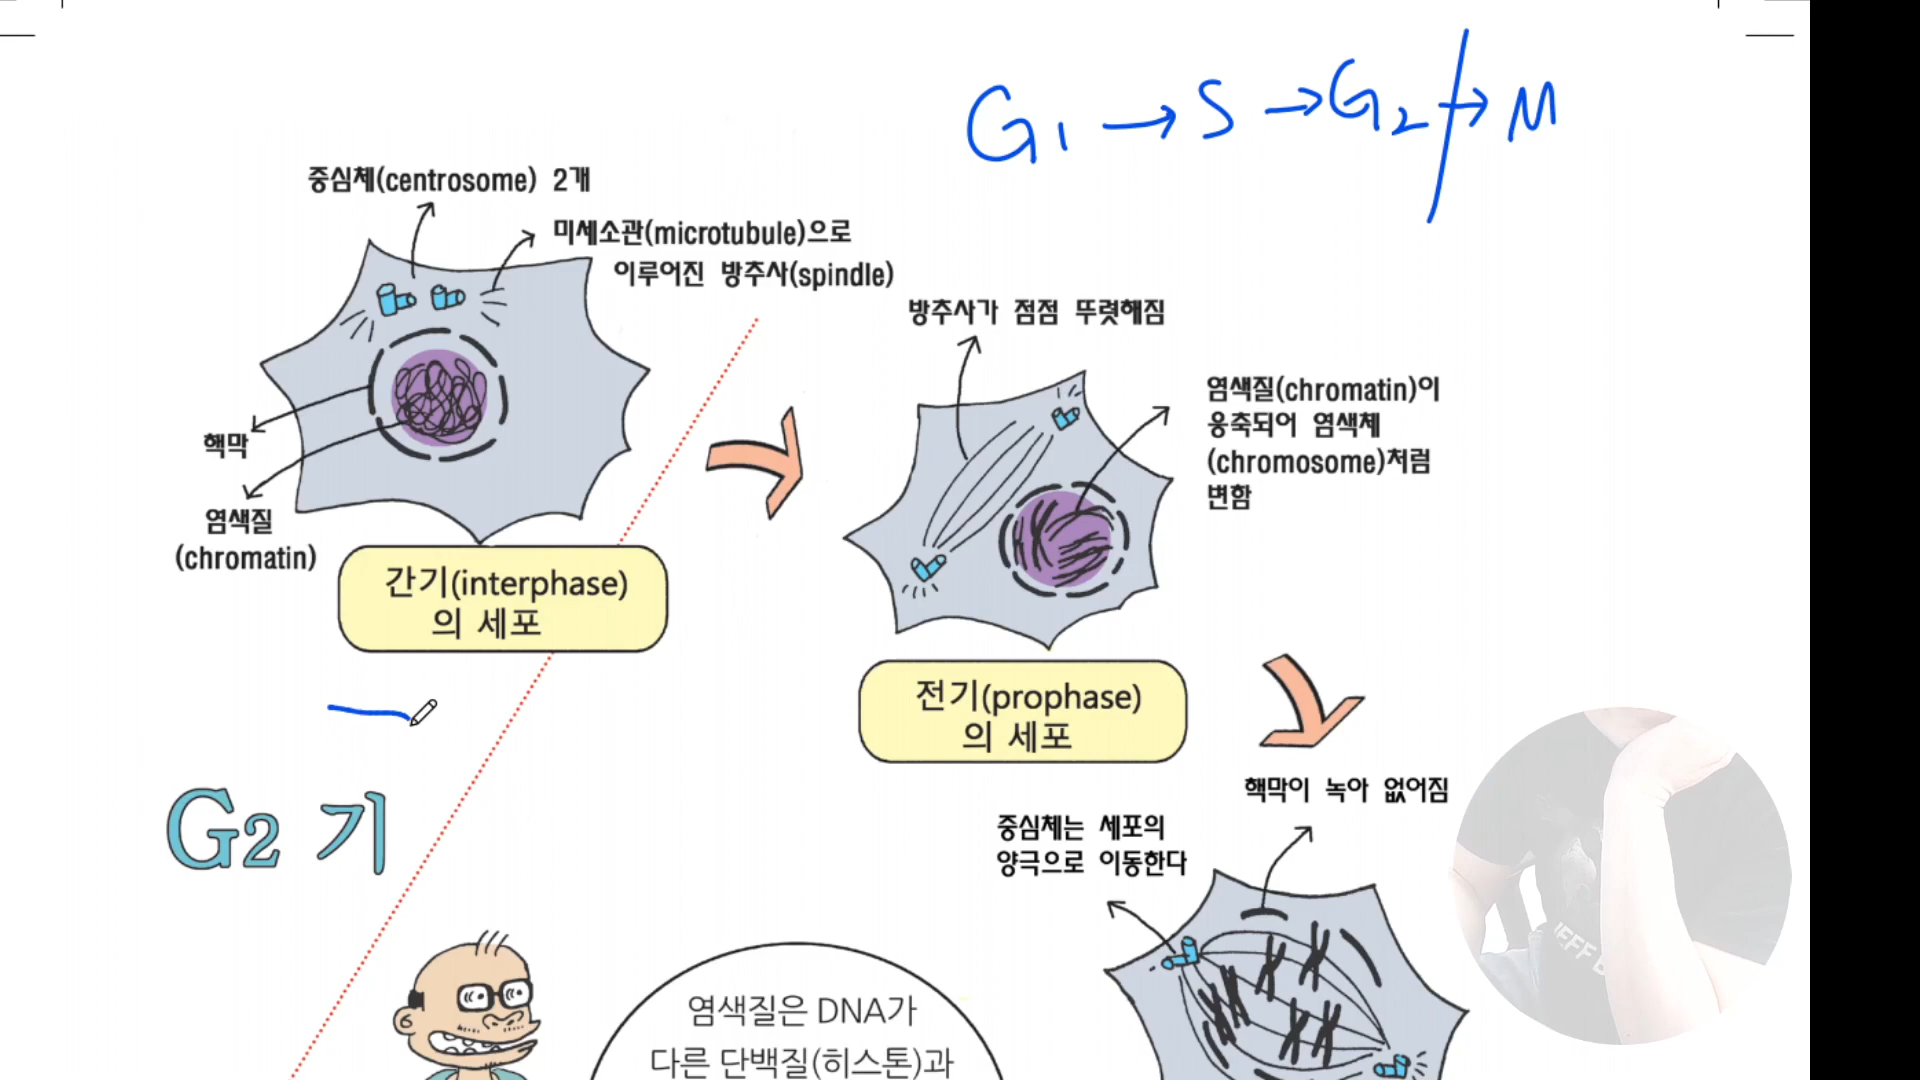 G1 → S → G2 → M
중심체(centrosome) 2개
미세소관(microtubule)으로
이루어진 방추사(spindle)
핵막
염색질
(chromatin)
간기(interphase)
의 세포
방추사가 점점 뚜렷해짐
염색질(chromatin)이
응축되어 염색체
(chromosome)처럼
변함
전기(prophase)
의 세포
G2 기
핵막이 녹아 없어짐
중심체는 세포의
양극으로 이동한다
염색질은 DNA가
다른 단백질(히스톤)과